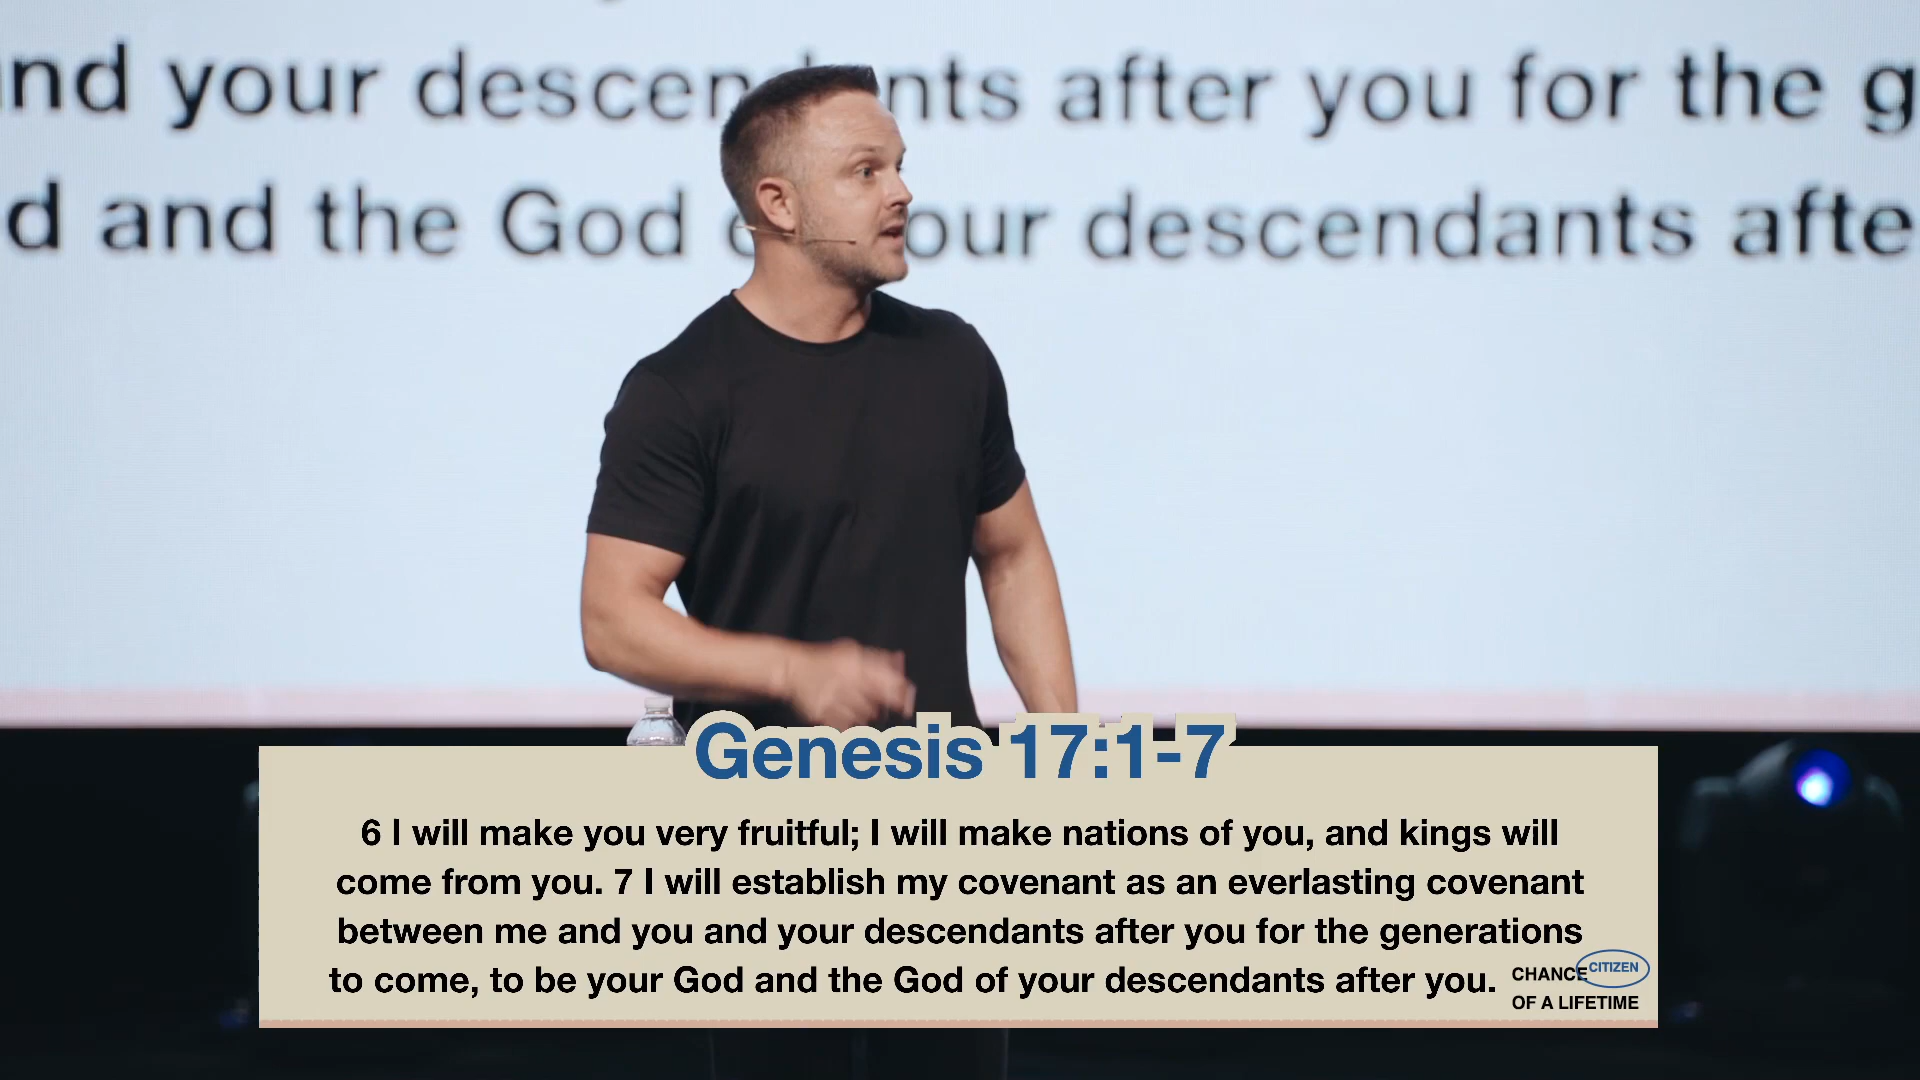 nd your descen nts after you for the g
d and the God our descendants afte
Genesis 17:1-7
6 I will make you very fruitful; I will make nations of you, and kings will
come from you. 7 I will establish my covenant as an everlasting covenant
between me and you and your descendants after you for the generations
to come, to be your God and the God of your descendants after you.
CHANCE CITIZEN
OF A LIFETIME